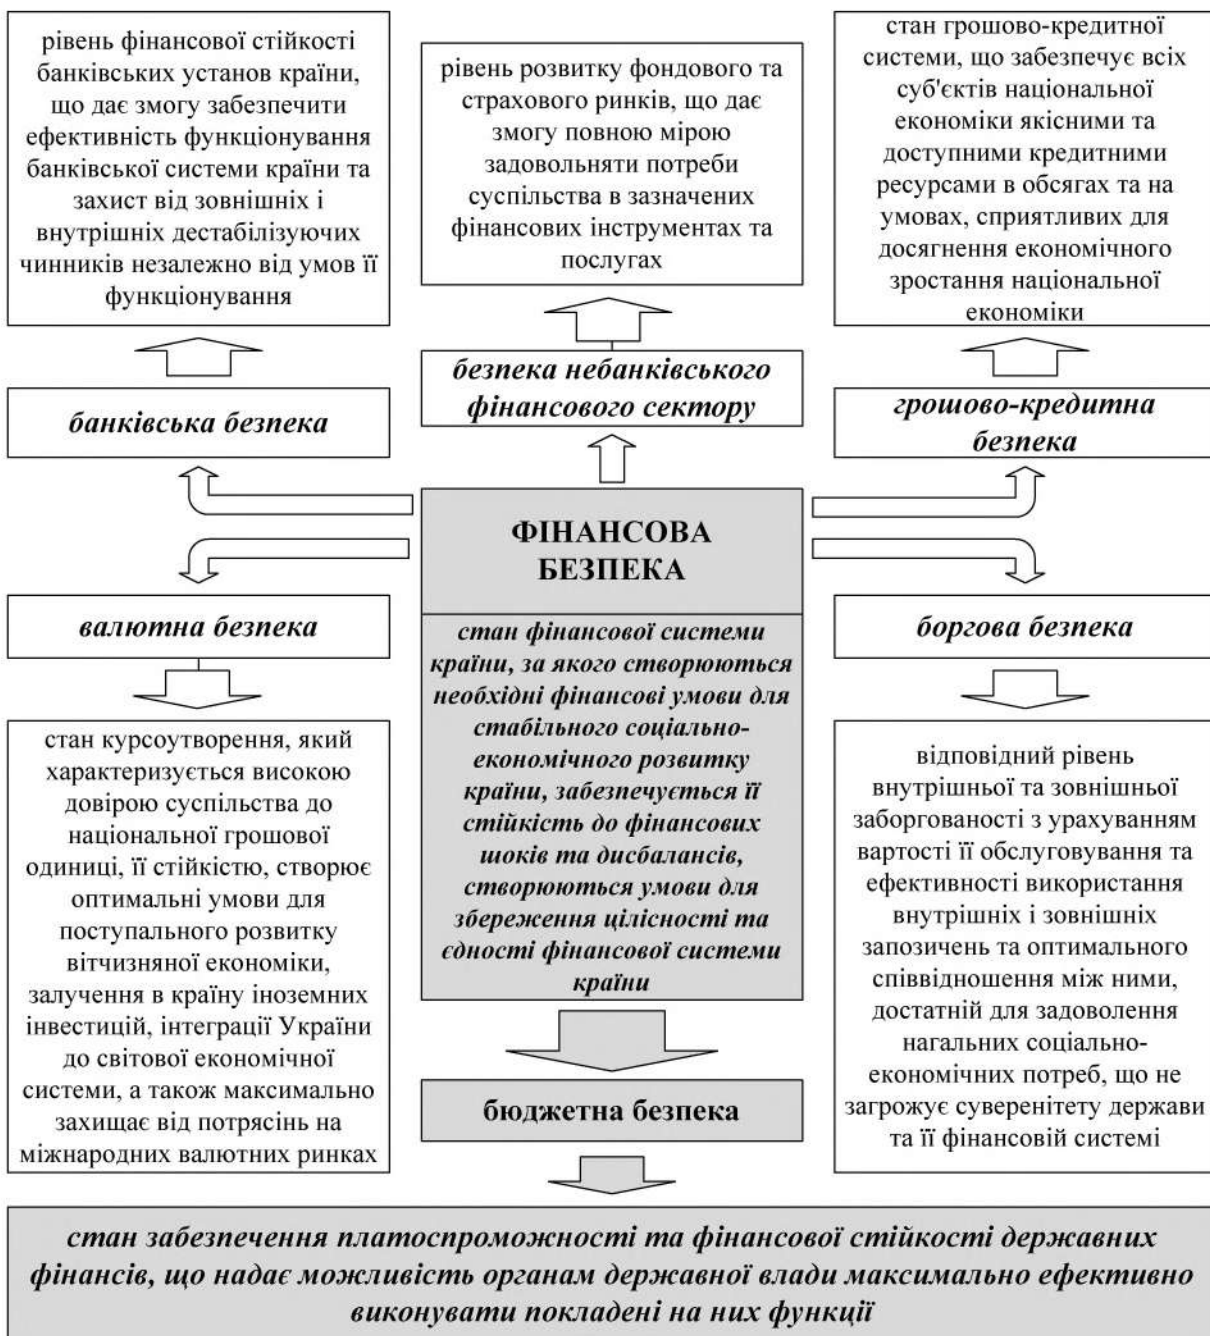 рівень фінансової стійкості
банківських установ країни,
що дає змогу забезпечити
ефективність функціонування
банківської системи країни та
захист від зовнішніх і
внутрішніх дестабілізуючих
чинників незалежно від умов її
функціонування
рівень розвитку фондового та
страхового ринків, що дає
змогу повною мірою
задовольняти потреби
суспільства в зазначених
фінансових інструментах та
послугах
стан грошово-кредитної
системи, що забезпечує всіх
суб'єктів національної
економіки якісними та
доступними кредитними
ресурсами в обсягах та на
умовах, сприятливих для
досягнення економічного
зростання національної
економіки
банківська безпека
безпека небанківського
фінансового сектору
грошово-кредитна
безпека
ФІНАНСОВА
БЕЗПЕКА
стан фінансової системи
країни, за якого створюються
необхідні фінансові умови для
стабільного соціально-
економічного розвитку
країни, забезпечується її
стійкість до фінансових
шоків та дисбалансів,
створюються умови для
збереження цілісності та
єдності фінансової системи
країни
валютна безпека
стан курсоутворення, який
характеризується високою
довірою суспільства до
національної грошової
одиниці, її стійкістю, створює
оптимальні умови для
поступального розвитку
вітчизняної економіки,
залучення в країну іноземних
інвестицій, інтеграції України
до світової економічної
системи, а також максимально
захищає від потрясінь на
міжнародних валютних ринках
боргова безпека
відповідний рівень
внутрішньої та зовнішньої
заборгованості з урахуванням
вартості її обслуговування та
ефективності використання
внутрішніх і зовнішніх
запозичень та оптимального
співвідношення між ними,
достатній для задоволення
нагальних соціально-
економічних потреб, що не
загрожує суверенітету держави
та її фінансовій системі
бюджетна безпека
стан забезпечення платоспроможності та фінансової стійкості державних
фінансів, що надає можливість органам державної влади максимально ефективно
виконувати покладені на них функції